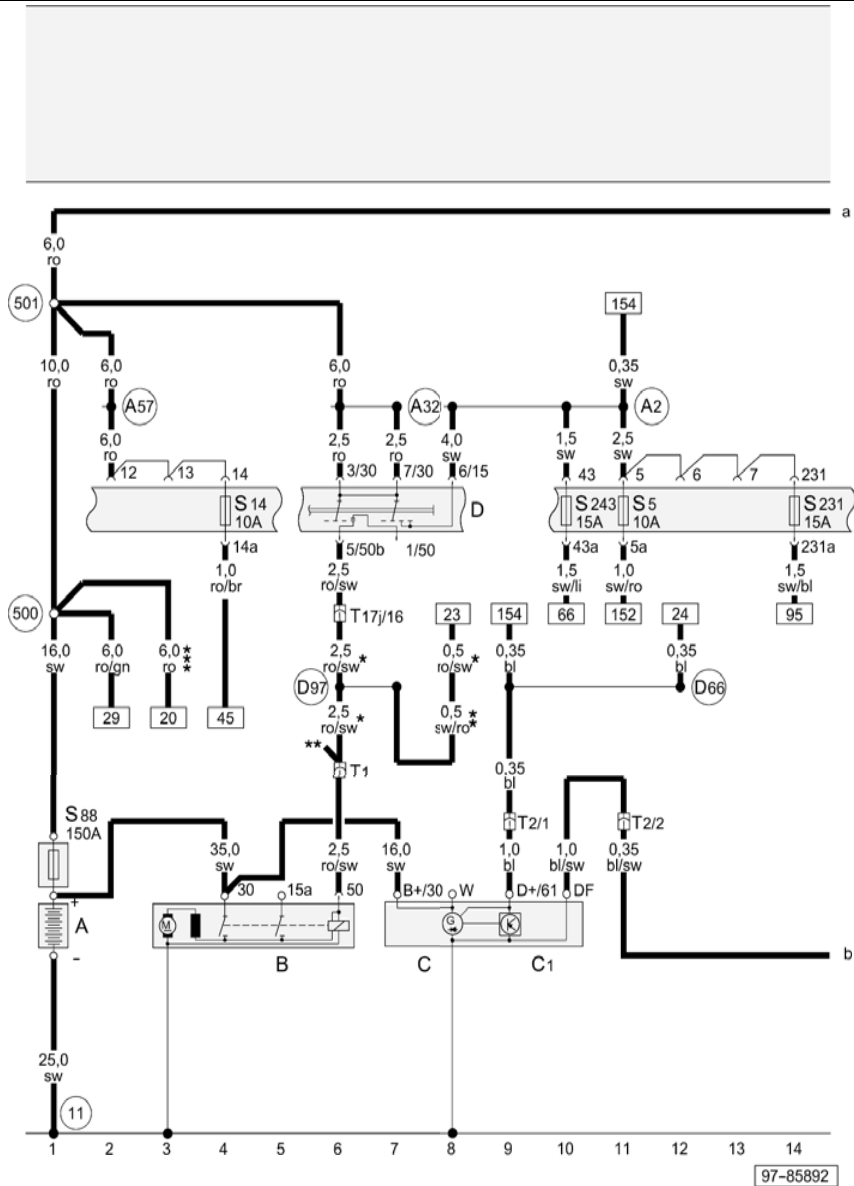 a
6,0
ro
501
154
10,0
ro
6,0
ro
6,0
ro
0,35
sw
A57
A32
A2
6,0
ro
2,5
ro
2,5
ro
4,0
sw
1,5
sw
2,5
sw
12
13
14
3/30
7/30
6/15
43
5
6
7
231
S 14
10A
D
S 243
15A
S 5
10A
S 231
15A
14a
5/50b
1/50
43a
5a
231a
1,0
ro/br
2,5
ro/sw
1,5
sw/li
1,0
sw/ro
1,5
sw/bl
500
T17j/16
23
154
66
152
24
95
16,0
sw
6,0
ro/gn
6,0
ro
***
2,5
ro/sw*
0,5
ro/sw*
0,35
bl
0,35
bl
D97
D66
29
20
45
2,5
ro/sw*
0,5
sw/ro
**
**
T1
0,35
bl
S 88
150A
T2/1
T2/2
35,0
sw
2,5
ro/sw
16,0
sw
1,0
bl
1,0
bl/sw
0,35
bl/sw
30
15a
50
B+/30
W
D+/61
DF
+
A
M
G
-
B
C
C1
b
25,0
sw
11
1 2 3 4 5 6 7 8 9 10 11 12 13 14
97-85892